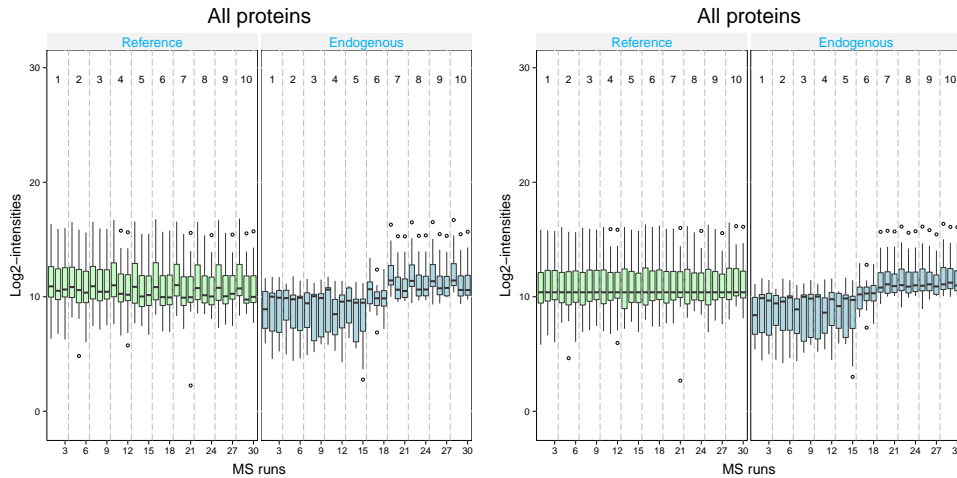 All proteins
Reference Endogenous
30
20
10
0
Log2−intensities
1 2 3 4 5 6 7 8 9 10
1 2 3 4 5 6 7 8 9 10
3 6 9 12 15 18 21 24 27 30
3 6 9 12 15 18 21 24 27 30
MS runs
All proteins
Reference Endogenous
30
20
10
0
Log2−intensities
1 2 3 4 5 6 7 8 9 10
1 2 3 4 5 6 7 8 9 10
3 6 9 12 15 18 21 24 27 30
3 6 9 12 15 18 21 24 27
MS runs